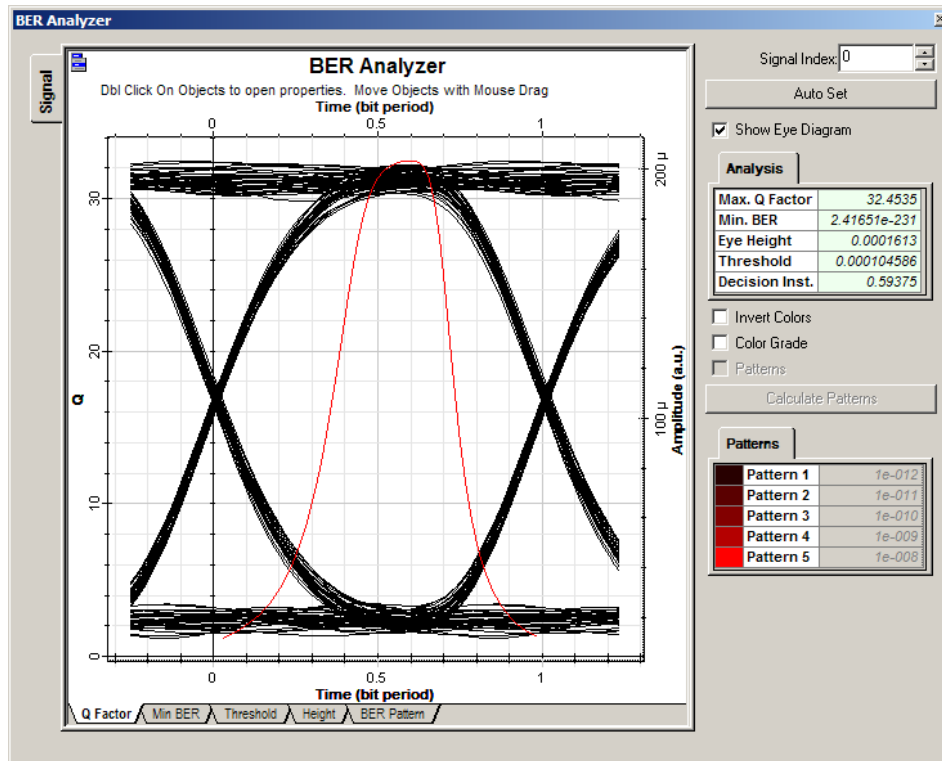 BER Analyzer
Signal
BER Analyzer
Dbl Click On Objects to open properties. Move Objects with Mouse Drag
Time (bit period)
0 0.5 1
30
20
10
0
Q
200 µ
100 µ
Amplitude (a.u.)
0 0.5 1
Time (bit period)
Q Factor Min BER Threshold Height BER Pattern
Signal Index: 0
Auto Set
Show Eye Diagram
Analysis
Max. Q Factor 32.4535
Min. BER 2.41651e-231
Eye Height 0.0001613
Threshold 0.000104586
Decision Inst. 0.59375
Invert Colors
Color Grade
Patterns
Calculate Patterns
Patterns
Pattern 1 1e-012
Pattern 2 1e-011
Pattern 3 1e-010
Pattern 4 1e-009
Pattern 5 1e-008